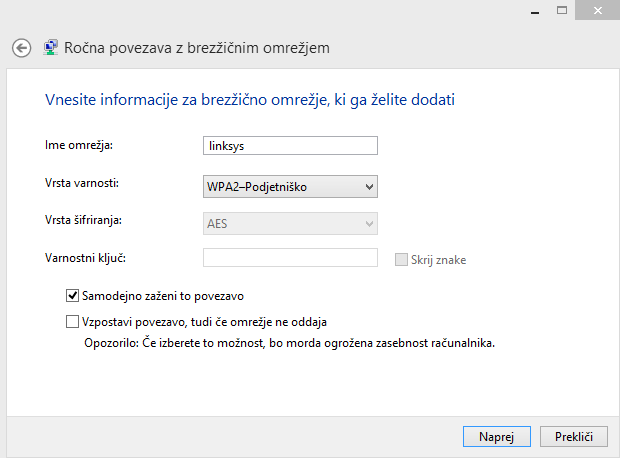 Ročna povezava z brezžičnim omrežjem
Vnesite informacije za brezžično omrežje, ki ga želite dodati
Ime omrežja: linksys
Vrsta varnosti: WPA2–Podjetniško
Vrsta šifriranja: AES
Varnostni ključ: Skrij znake
Samodejno zaženi to povezavo
Vzpostavi povezavo, tudi če omrežje ne oddaja
Opozorilo: Če izberete to možnost, bo morda ogrožena zasebnost računalnika.
Naprej Prekliči